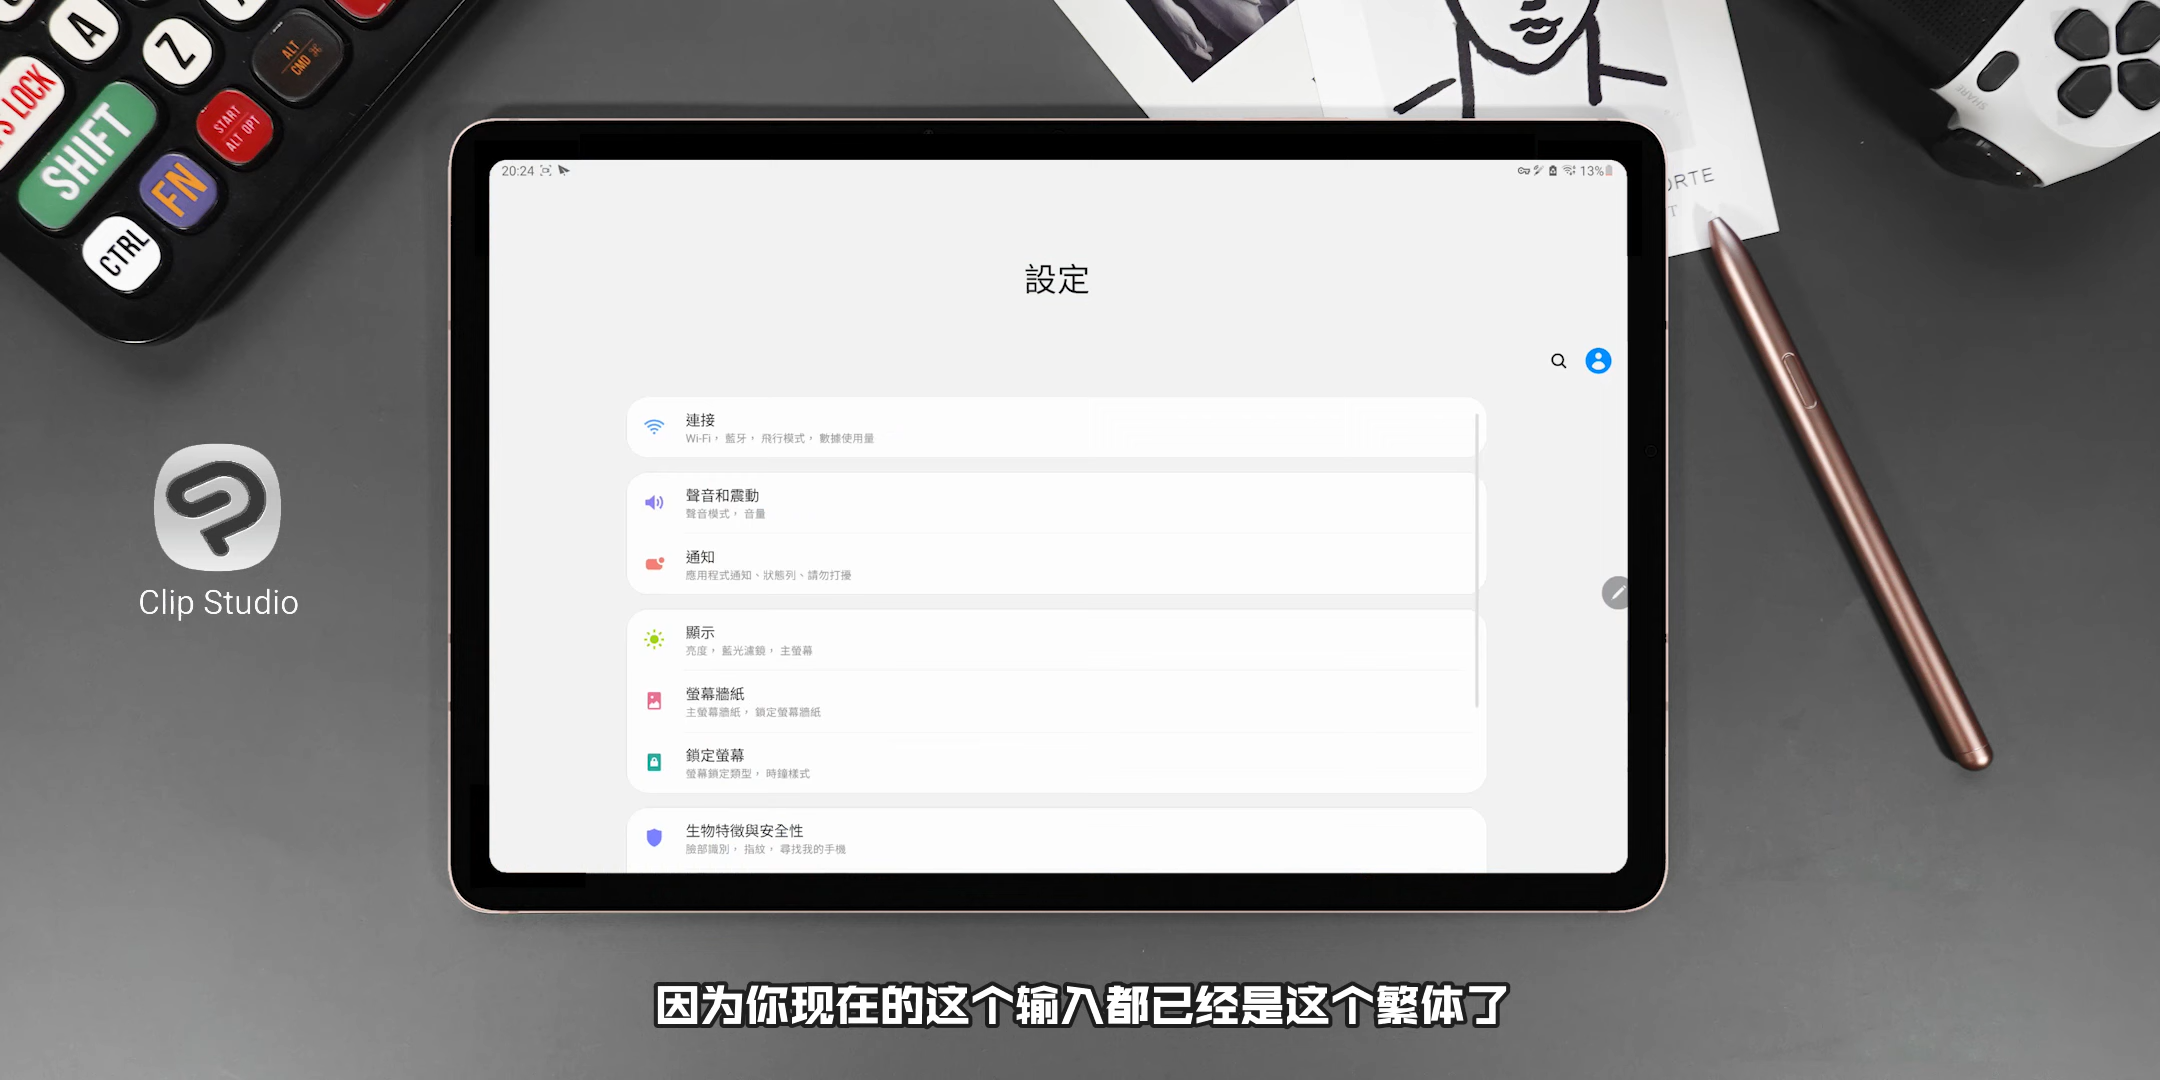 A
Z
ALT
CMD ⌘
S LOCK
SHIFT
START
ALT OPT
FN
CTRL
SHARE
ORTE
T
20:24
13%
設定
連接
Wi-Fi， 藍牙， 飛行模式， 數據使用量
聲音和震動
聲音模式， 音量
通知
應用程式通知、狀態列、請勿打擾
顯示
亮度， 藍光濾鏡， 主螢幕
螢幕牆紙
主螢幕牆紙， 鎖定螢幕牆紙
鎖定螢幕
螢幕鎖定類型， 時鐘樣式
生物特徵與安全性
臉部識別， 指紋， 尋找我的手機
Clip Studio
因为你现在的这个输入都已经是这个繁体了